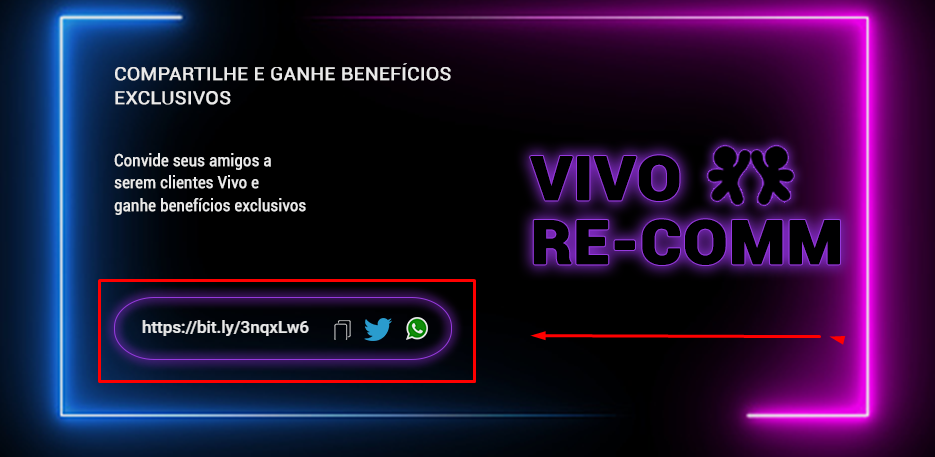 COMPARTILHE E GANHE BENEFÍCIOS
EXCLUSIVOS
Convide seus amigos a
serem clientes Vivo e
ganhe benefícios exclusivos
https://bit.ly/3nqxLw6
VIVO
RE-COMM